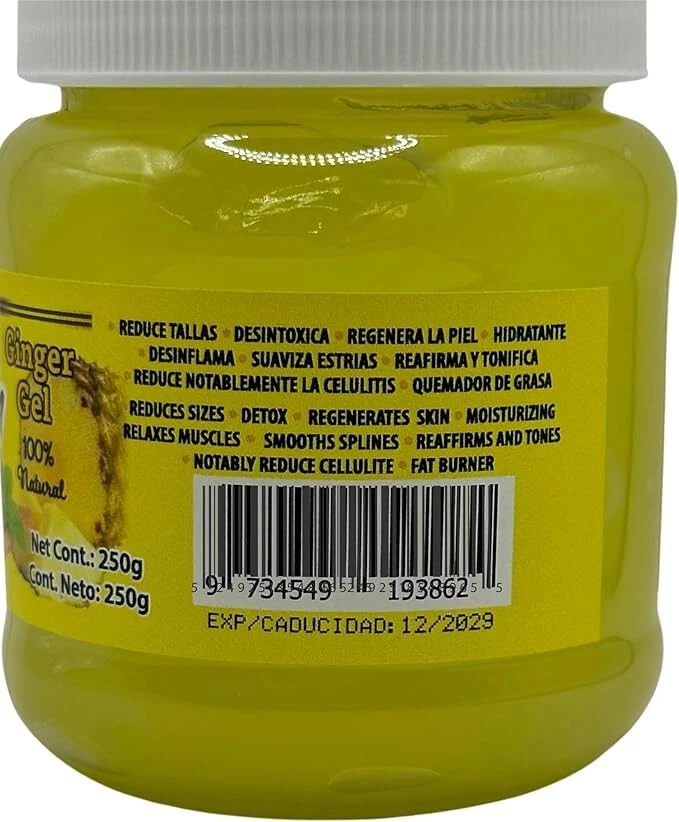 Ginger
Gel
100%
Natural
Net Cont.: 250g
Cont. Neto: 250g
• REDUCE TALLAS • DESINTOXICA • REGENERA LA PIEL • HIDRATANTE
• DESINFLAMA • SUAVIZA ESTRIAS • REAFIRMA Y TONIFICA
• REDUCE NOTABLEMENTE LA CELULITIS • QUEMADOR DE GRASA
REDUCES SIZES • DETOX • REGENERATES SKIN • MOISTURIZING
RELAXES MUSCLES • SMOOTHS SPLINES • REAFFIRMS AND TONES
• NOTABLY REDUCE CELLULITE • FAT BURNER
9 734549 193862
EXP/CADUCIDAD: 12/2029